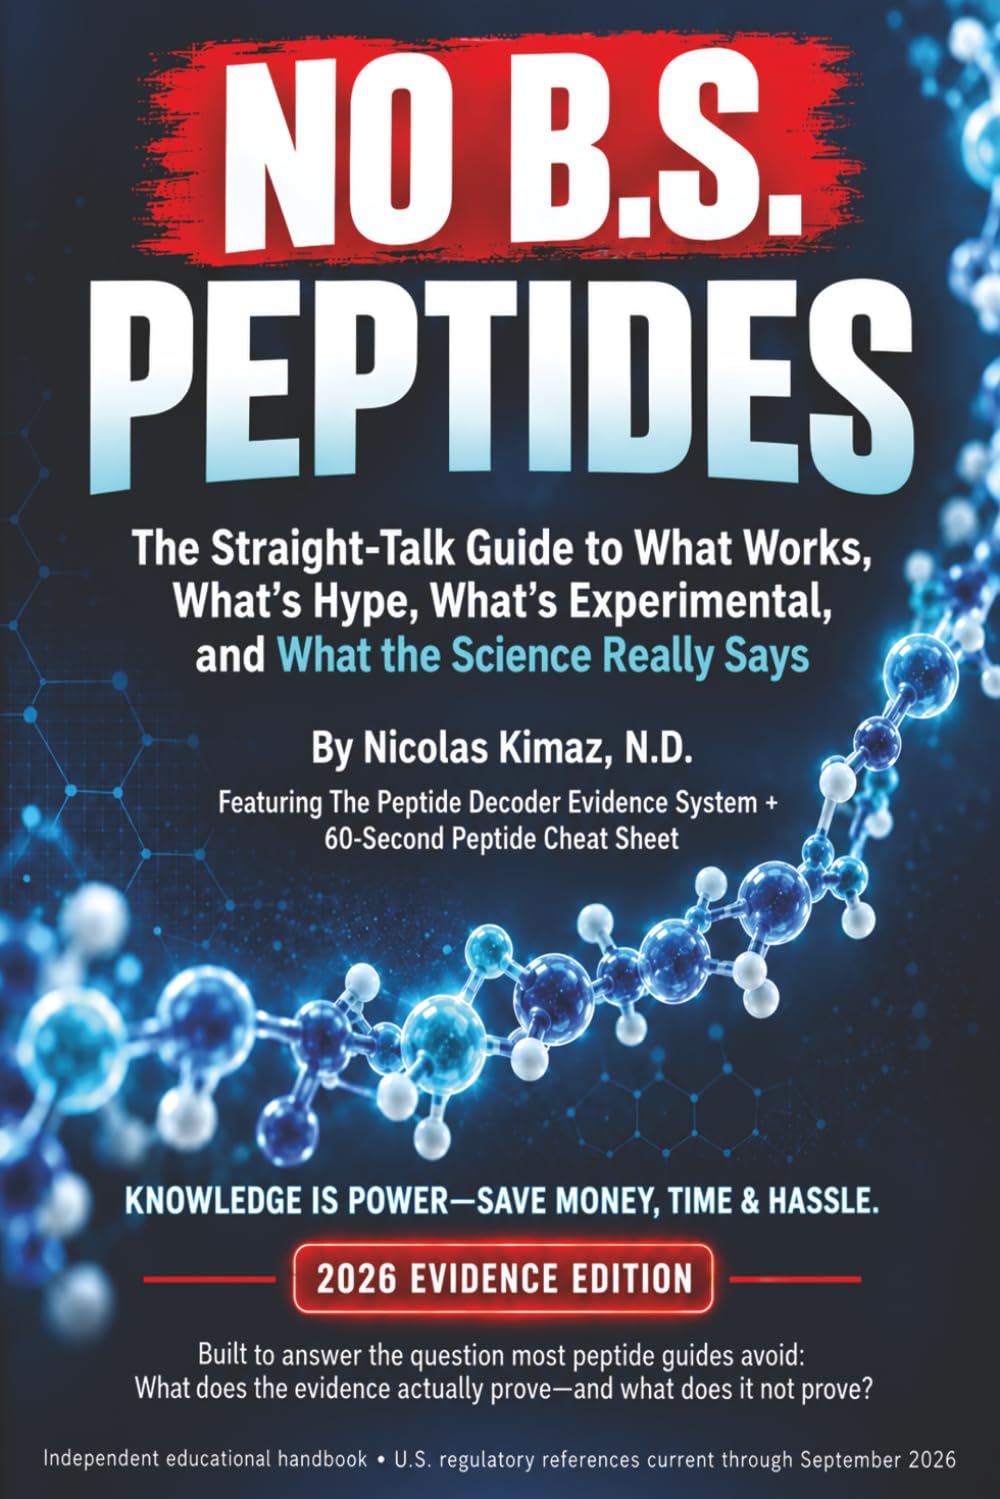 NO B.S.
PEPTIDES
The Straight-Talk Guide to What Works,
What's Hype, What's Experimental,
and What the Science Really Says
By Nicolas Kimaz, N.D.
Featuring The Peptide Decoder Evidence System +
60-Second Peptide Cheat Sheet
KNOWLEDGE IS POWER—SAVE MONEY, TIME & HASSLE.
2026 EVIDENCE EDITION
Built to answer the question most peptide guides avoid:
What does the evidence actually prove—and what does it not prove?
Independent educational handbook • U.S. regulatory references current through September 2026